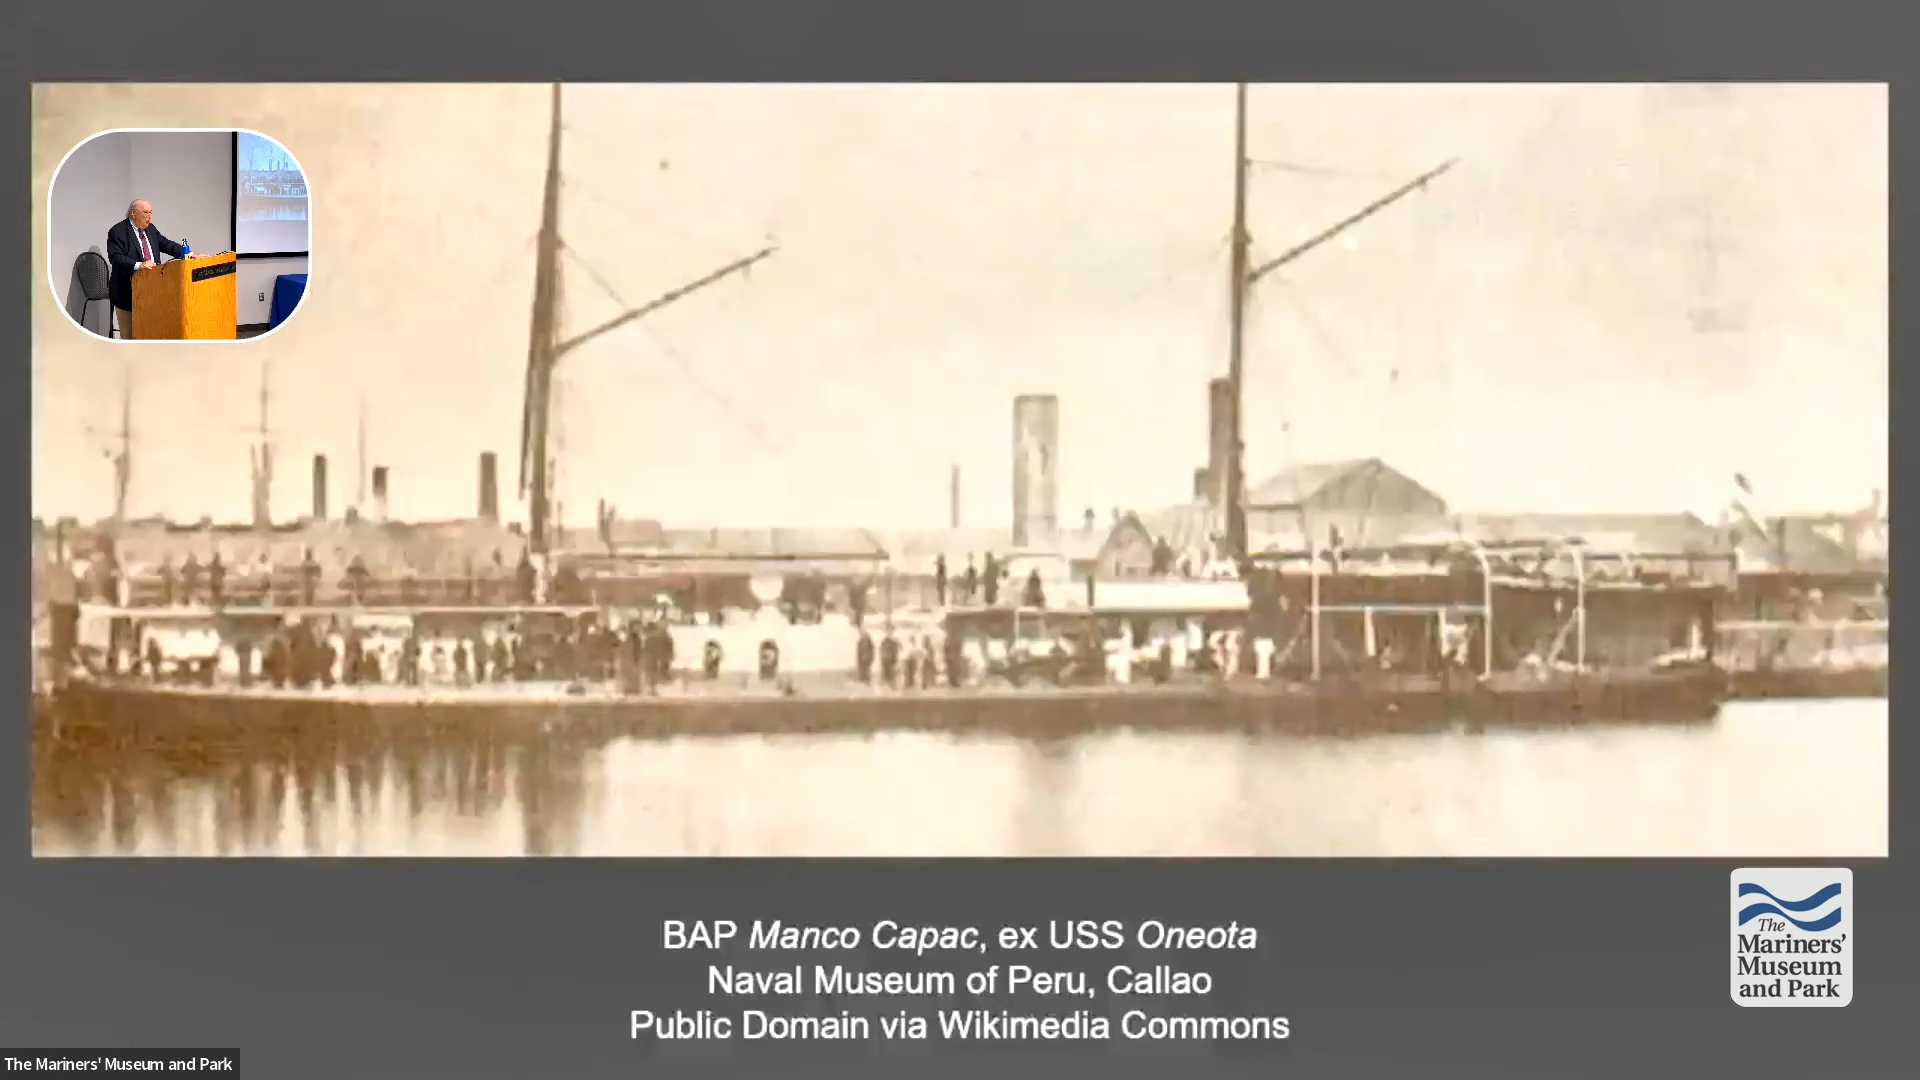 BAP Manco Capac, ex USS Oneota
Naval Museum of Peru, Callao
Public Domain via Wikimedia Commons
The
Mariners'
Museum
and Park
The Mariners' Museum and Park